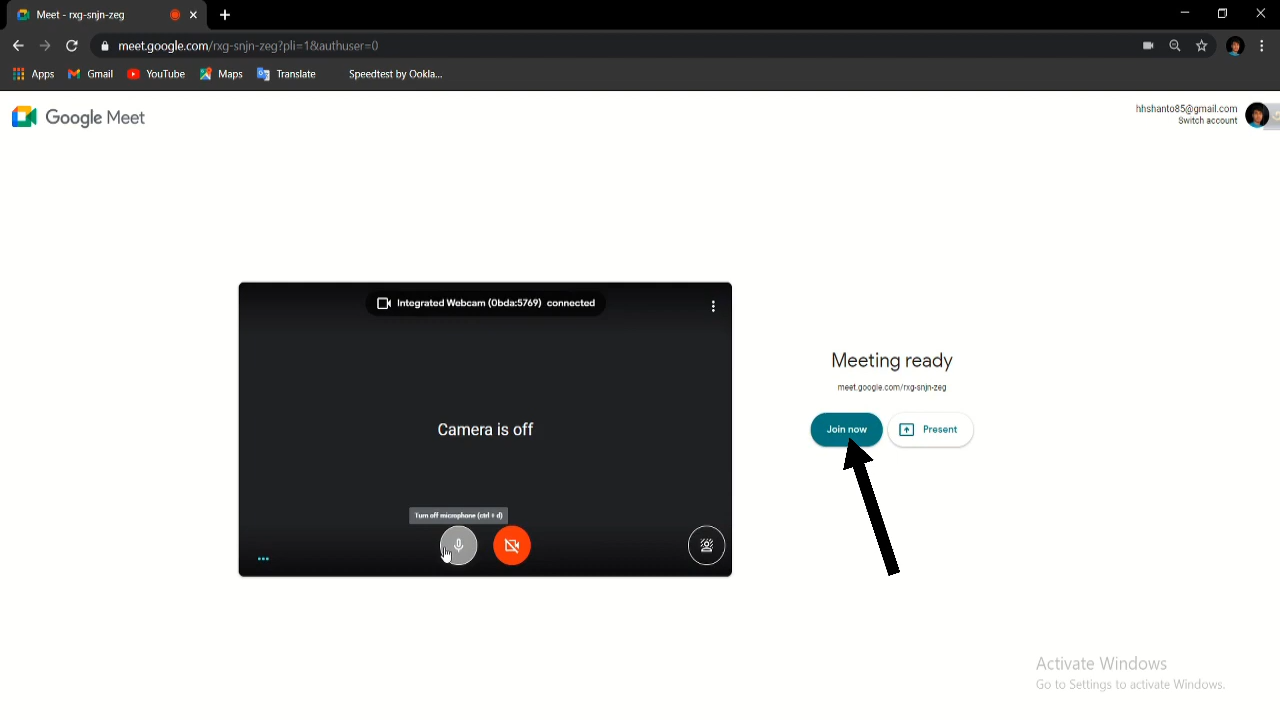 Meet - rxg-snjn-zeg
meet.google.com/rxg-snjn-zeg?pli=1&authuser=0
Apps Gmail YouTube Maps Translate Speedtest by Ookla...
Google Meet
hhshanto85@gmail.com
Switch account
Integrated Webcam (0bda:5769) connected
Meeting ready
meet.google.com/rxg-snjn-zeg
Camera is off
Join now
Present
Turn off microphone (ctrl + d)
Activate Windows
Go to Settings to activate Windows.